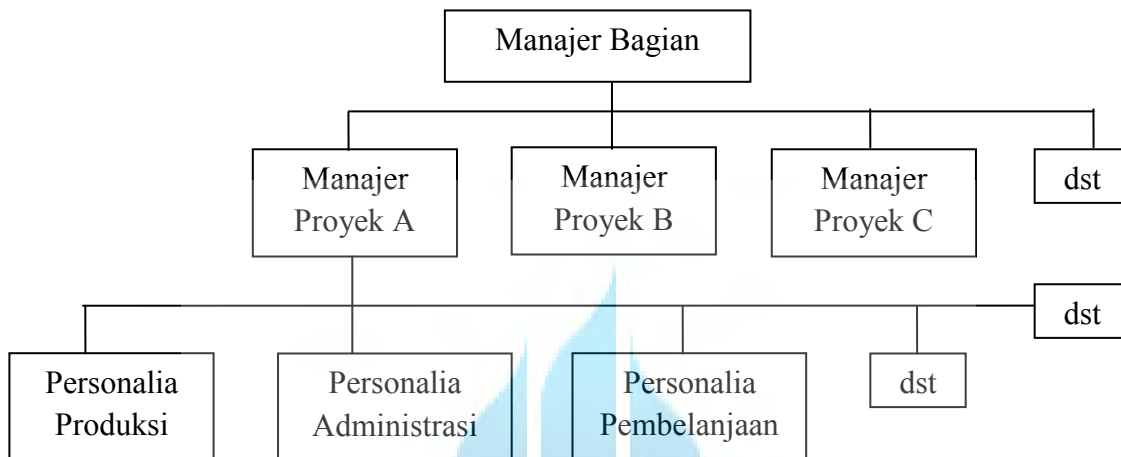 Manajer Bagian
Manajer
Proyek A
Manajer
Proyek B
Manajer
Proyek C
dst
dst
Personalia
Produksi
Personalia
Administrasi
Personalia
Pembelanjaan
dst